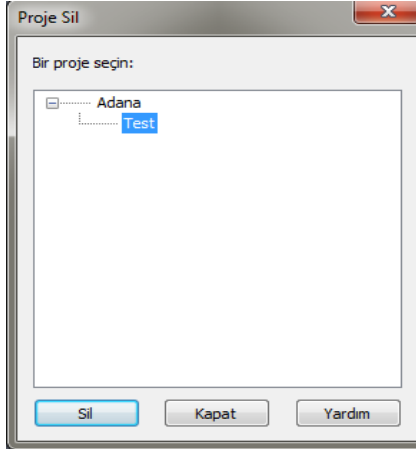 Proje Sil
Bir proje seçin:
Adana
Test
Sil Kapat Yardım